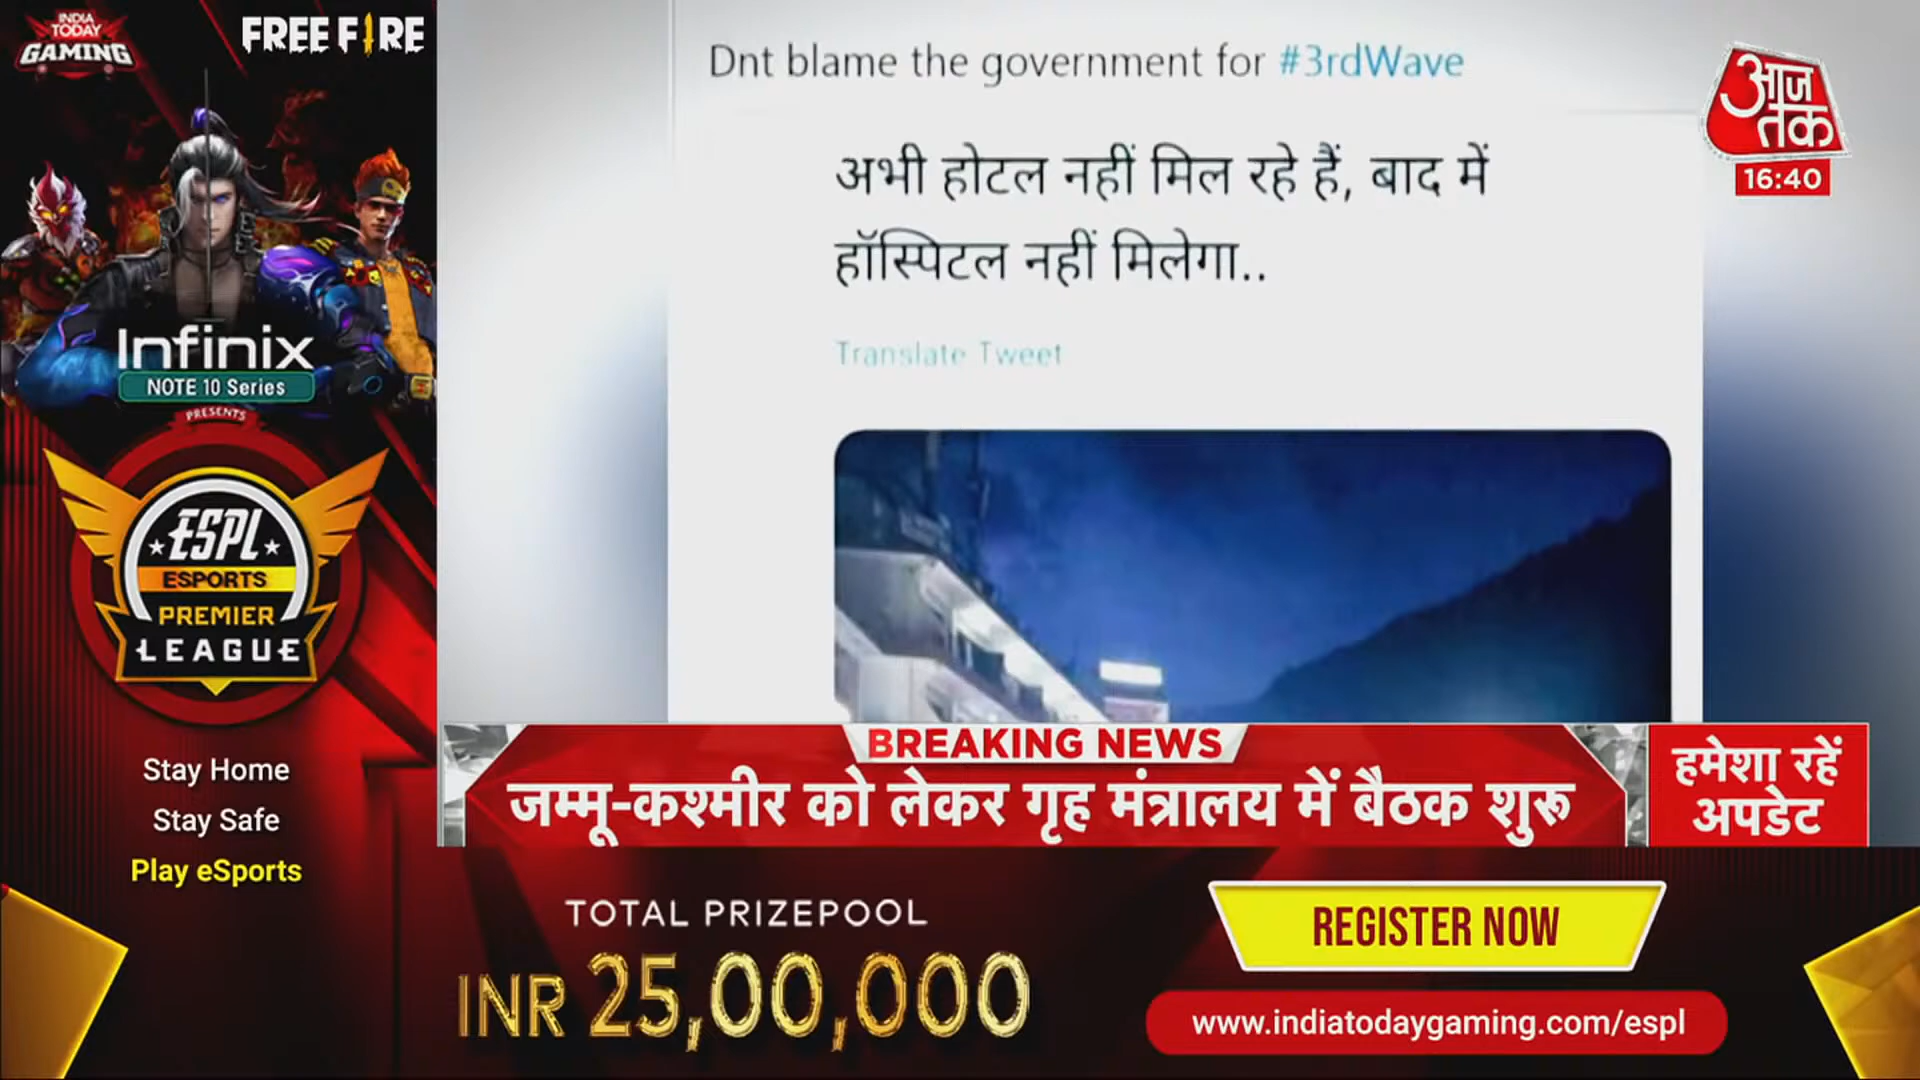 INDIA
TODAY
GAMING
FREE FIRE
Infinix
NOTE 10 Series
PRESENTS
ESPL
ESPORTS
PREMIER
LEAGUE
Stay Home
Stay Safe
Play eSports
Dnt blame the government for #3rdWave
अभी होटल नहीं मिल रहे हैं, बाद में
हॉस्पिटल नहीं मिलेगा..
Translate Tweet
आज
तक
16:40
BREAKING NEWS
जम्मू-कश्मीर को लेकर गृह मंत्रालय में बैठक शुरू
हमेशा रहें
अपडेट
TOTAL PRIZEPOOL
INR 25,00,000
REGISTER NOW
www.indiatodaygaming.com/espl